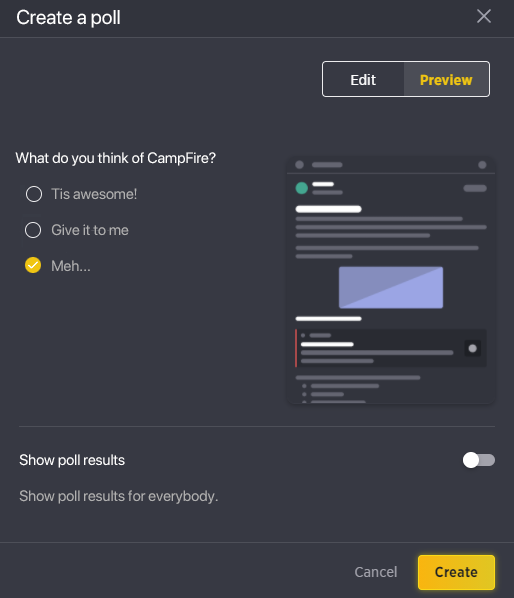 Create a poll
Edit
Preview
What do you think of CampFire?
Tis awesome!
Give it to me
Meh...
Show poll results
Show poll results for everybody.
Cancel
Create